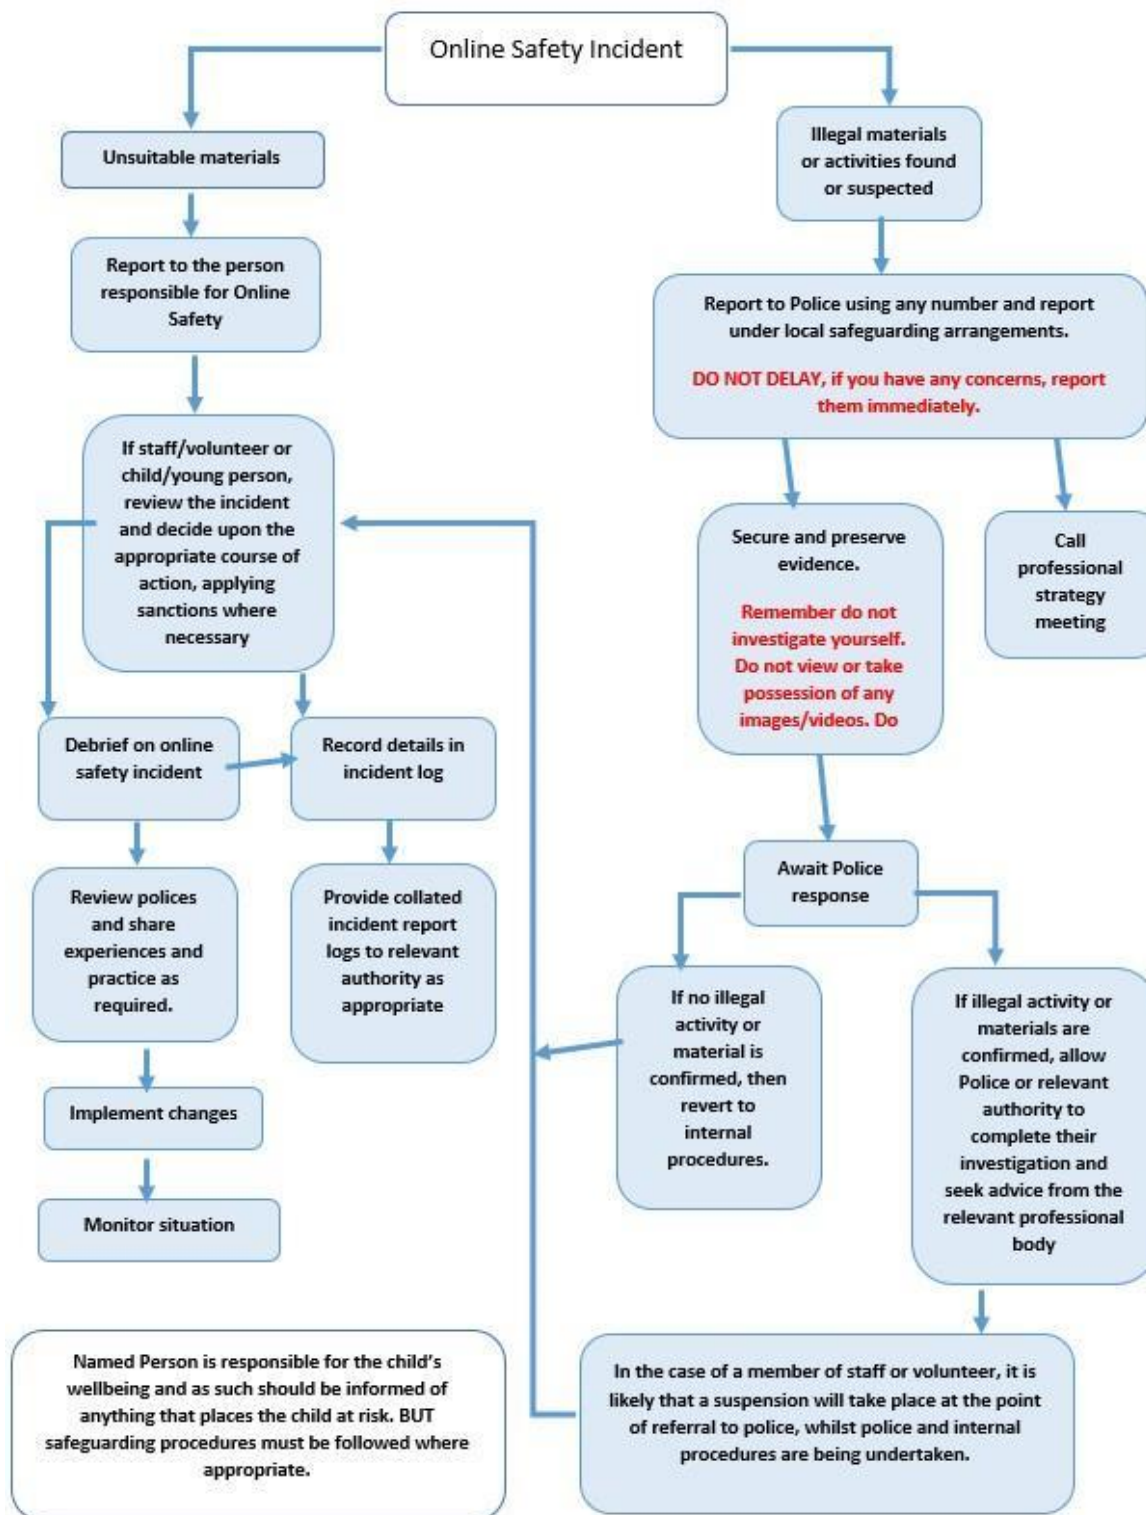 Online Safety Incident
Unsuitable materials
Report to the person
responsible for Online
Safety
If staff/volunteer or
child/young person,
review the incident
and decide upon the
appropriate course of
action, applying
sanctions where
necessary
Debrief on online
safety incident
Record details in
incident log
Review polices
and share
experiences and
practice as
required.
Provide collated
incident report
logs to relevant
authority as
appropriate
Implement changes
Monitor situation
Illegal materials
or activities found
or suspected
Report to Police using any number and report
under local safeguarding arrangements.
DO NOT DELAY, if you have any concerns, report
them immediately.
Secure and preserve
evidence.
Remember do not
investigate yourself.
Do not view or take
possession of any
images/videos. Do
Call
professional
strategy
meeting
Await Police
response
If no illegal
activity or
material is
confirmed, then
revert to
internal
procedures.
If illegal activity or
materials are
confirmed, allow
Police or relevant
authority to
complete their
investigation and
seek advice from the
relevant professional
body
In the case of a member of staff or volunteer, it is
likely that a suspension will take place at the point
of referral to police, whilst police and internal
procedures are being undertaken.
Named Person is responsible for the child’s
wellbeing and as such should be informed of
anything that places the child at risk. BUT
safeguarding procedures must be followed where
appropriate.